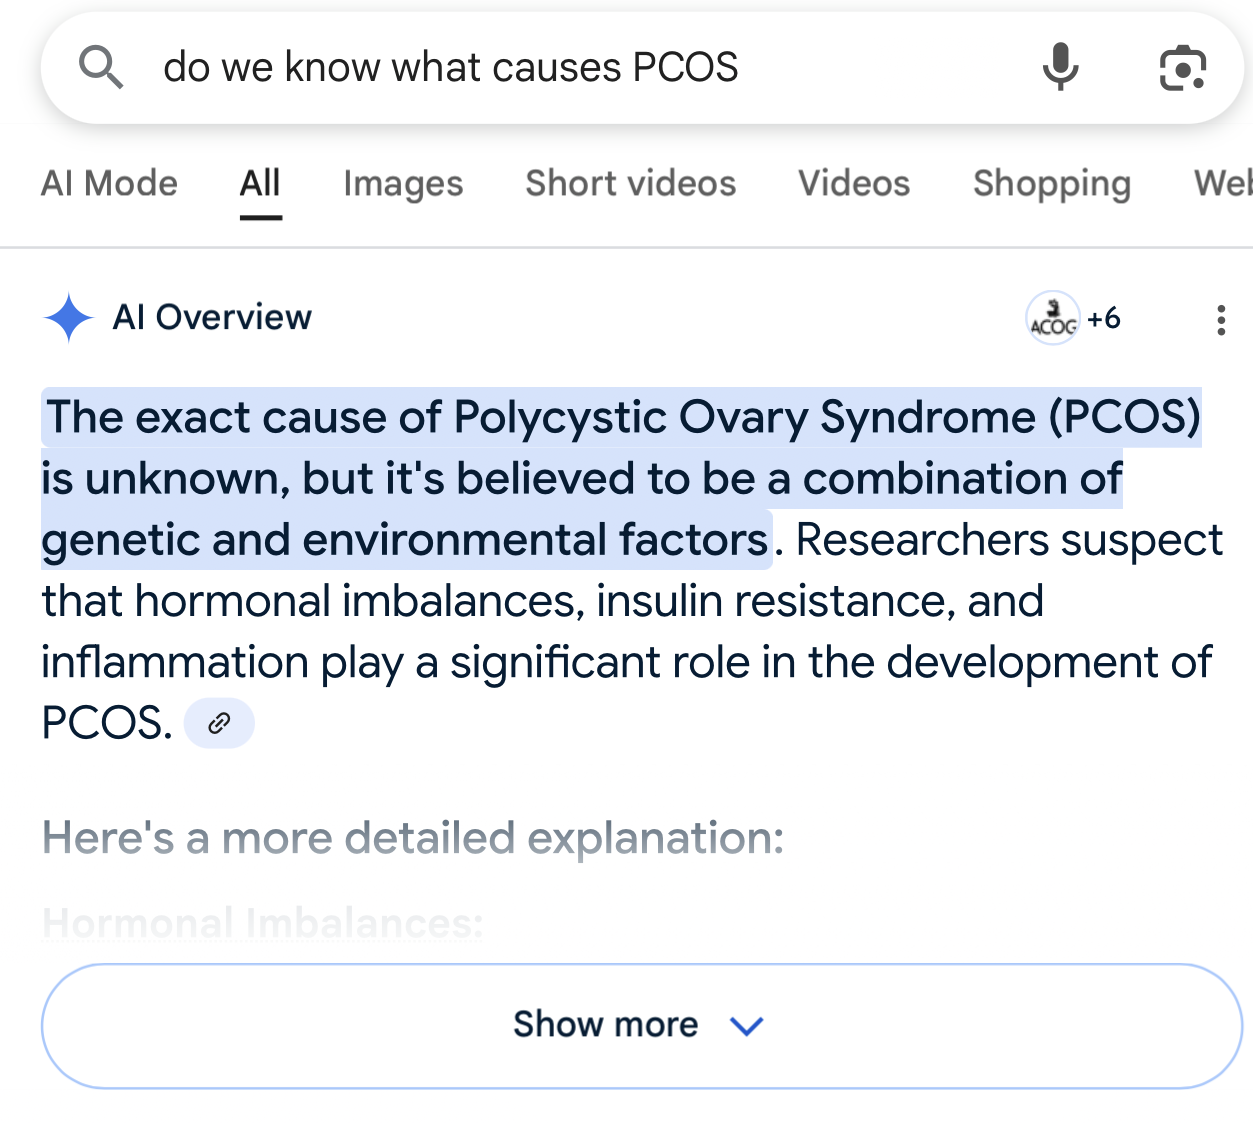 do we know what causes PCOS
AI Mode All Images Short videos Videos Shopping Web
AI Overview ACOG +6
The exact cause of Polycystic Ovary Syndrome (PCOS)
is unknown, but it's believed to be a combination of
genetic and environmental factors. Researchers suspect
that hormonal imbalances, insulin resistance, and
inflammation play a significant role in the development of
PCOS.
Here's a more detailed explanation:
Hormonal Imbalances:
Show more